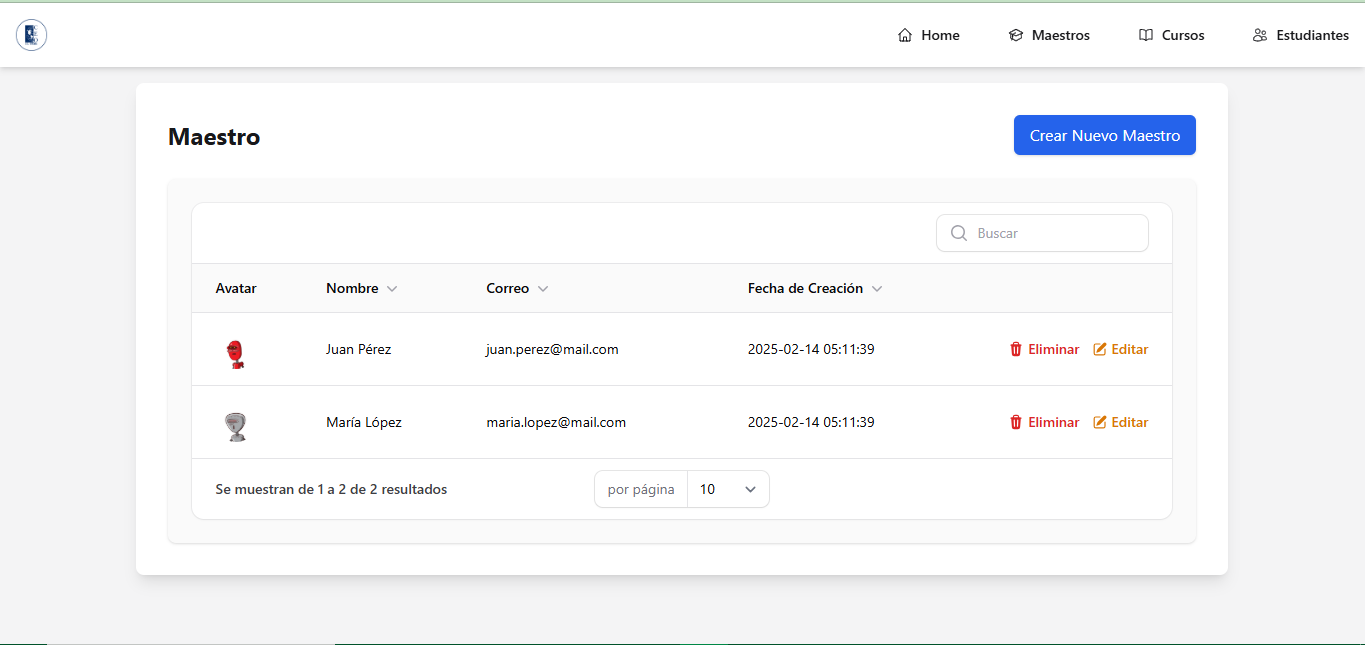 Home Maestros Cursos Estudiantes
Maestro
Crear Nuevo Maestro
Buscar
Avatar Nombre Correo Fecha de Creación
Juan Pérez juan.perez@mail.com 2025-02-14 05:11:39 Eliminar Editar
María López maria.lopez@mail.com 2025-02-14 05:11:39 Eliminar Editar
Se muestran de 1 a 2 de 2 resultados por página 10